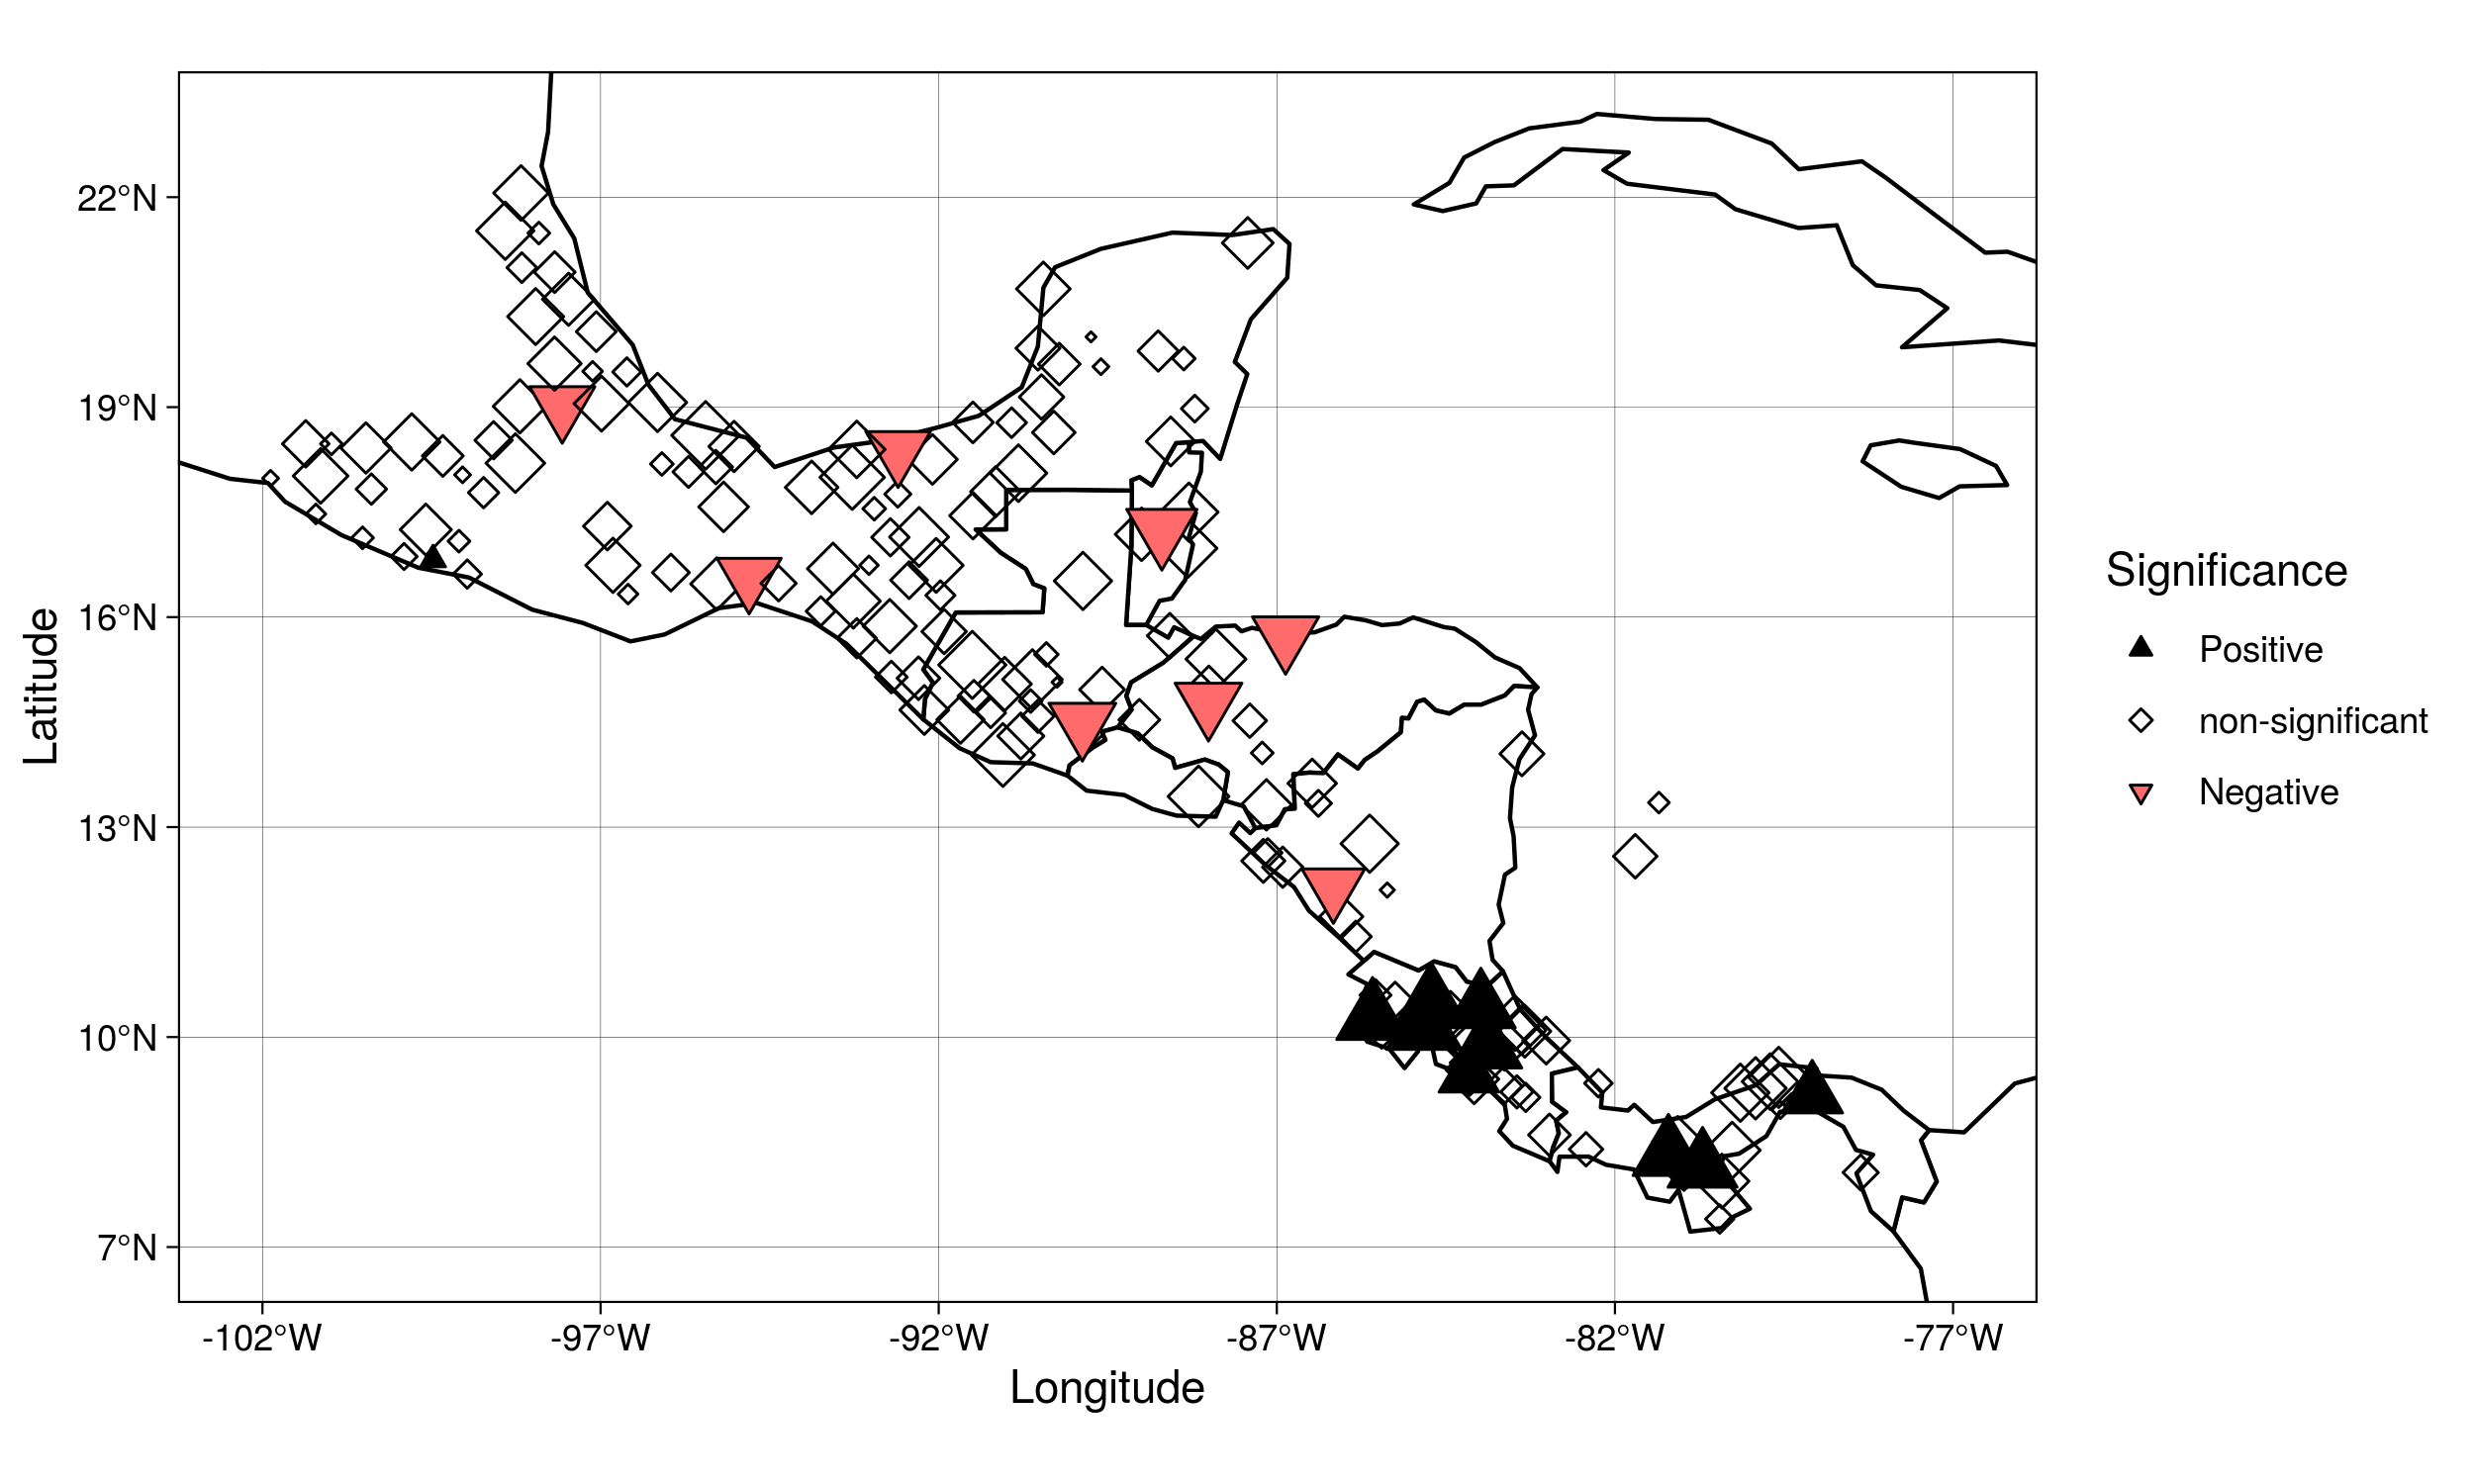 22°N
19°N
16°N
13°N
10°N
7°N
Latitude
-102°W
-97°W
-92°W
-87°W
-82°W
-77°W
Longitude
Significance
Positive
non-significant
Negative